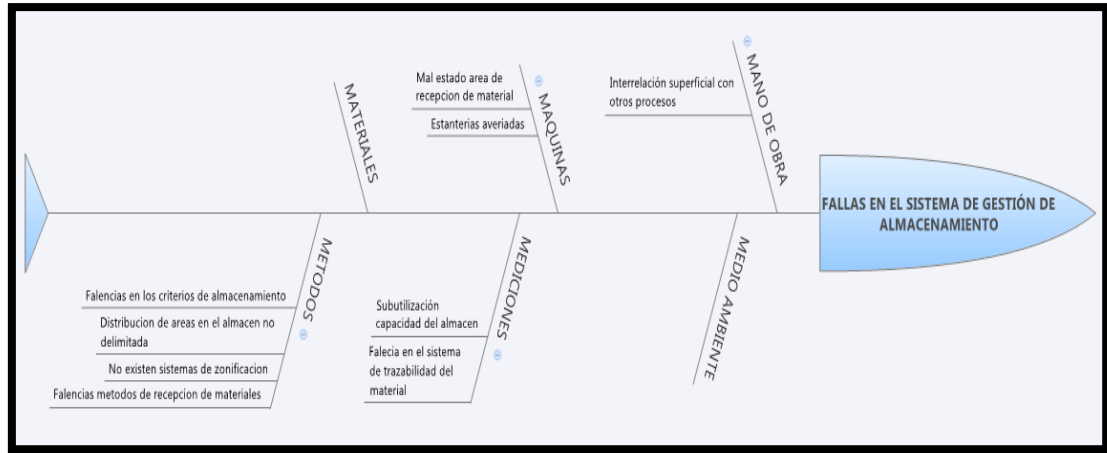 MATERIALES
Mal estado area de
recepcion de material
Estanterias averiadas
MAQUINAS
Interrelación superficial con
otros procesos
MANO DE OBRA
FALLAS EN EL SISTEMA DE GESTIÓN DE
ALMACENAMIENTO
METODOS
Falencias en los criterios de almacenamiento
Distribucion de areas en el almacen no
delimitada
No existen sistemas de zonificacion
Falencias metodos de recepcion de materiales
MEDICIONES
Subutilización
capacidad del almacen
Falecia en el sistema
de trazabilidad del
material
MEDIO AMBIENTE